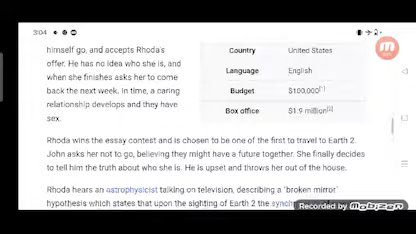 3:04
himself go, and accepts Rhoda's
offer. He has no idea who she is, and
when she finishes asks her to come
back the next week. In time, a caring
relationship develops and they have
sex.
Country United States
Language English
Budget $100,000[1]
Box office $1.9 million[2]
Rhoda wins the essay contest and is chosen to be one of the first to travel to Earth 2.
John asks her not to go, believing they might have a future together. She finally decides
to tell him the truth about who she is. He is upset and throws her out of the house.
Rhoda hears an astrophysicist talking on television, describing a "broken mirror"
hypothesis which states that upon the sighting of Earth 2 the
Recorded by Mobizen